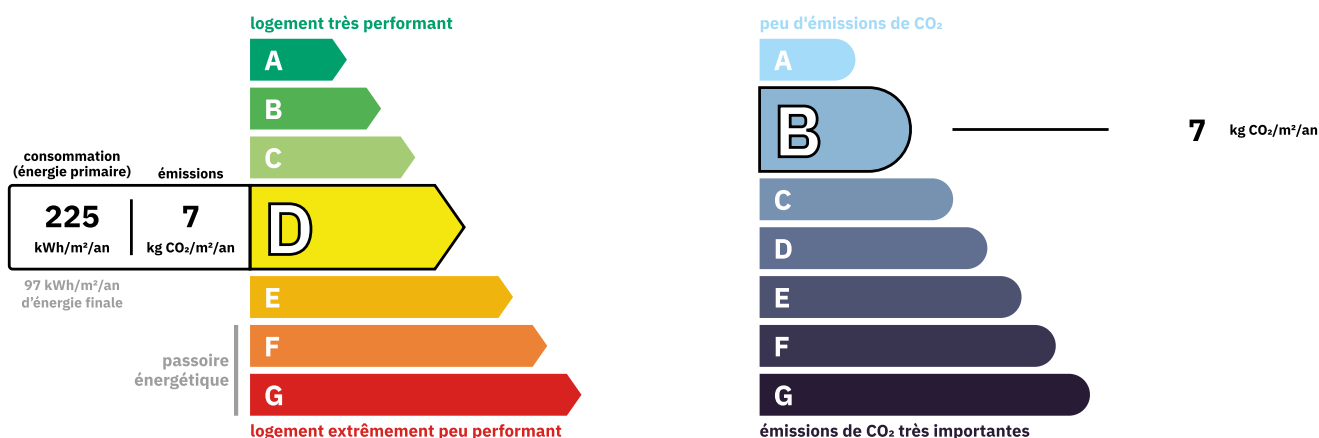 logement très performant
A
B
C
consommation
(énergie primaire)
émissions
225
kWh/m²/an
7
kg CO₂/m²/an
D
97 kWh/m²/an
d'énergie finale
E
passoire
énergétique
F
G
logement extrêmement peu performant
peu d'émissions de CO₂
A
B
7 kg CO₂/m²/an
C
D
E
F
G
émissions de CO₂ très importantes